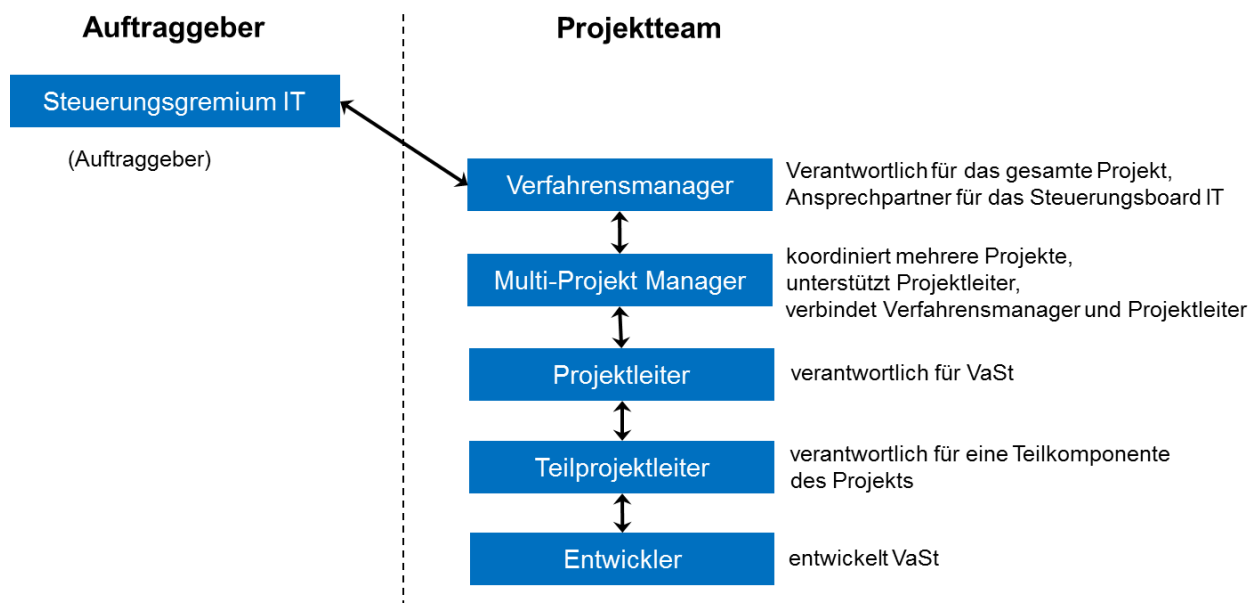 Auftraggeber
Projektteam
Steuerungsgremium IT
(Auftraggeber)
Verfahrensmanager
Verantwortlich für das gesamte Projekt,
Ansprechpartner für das Steuerungsboard IT
Multi-Projekt Manager
koordiniert mehrere Projekte,
unterstützt Projektleiter,
verbindet Verfahrensmanager und Projektleiter
Projektleiter
verantwortlich für VaSt
Teilprojektleiter
verantwortlich für eine Teilkomponente
des Projekts
Entwickler
entwickelt VaSt